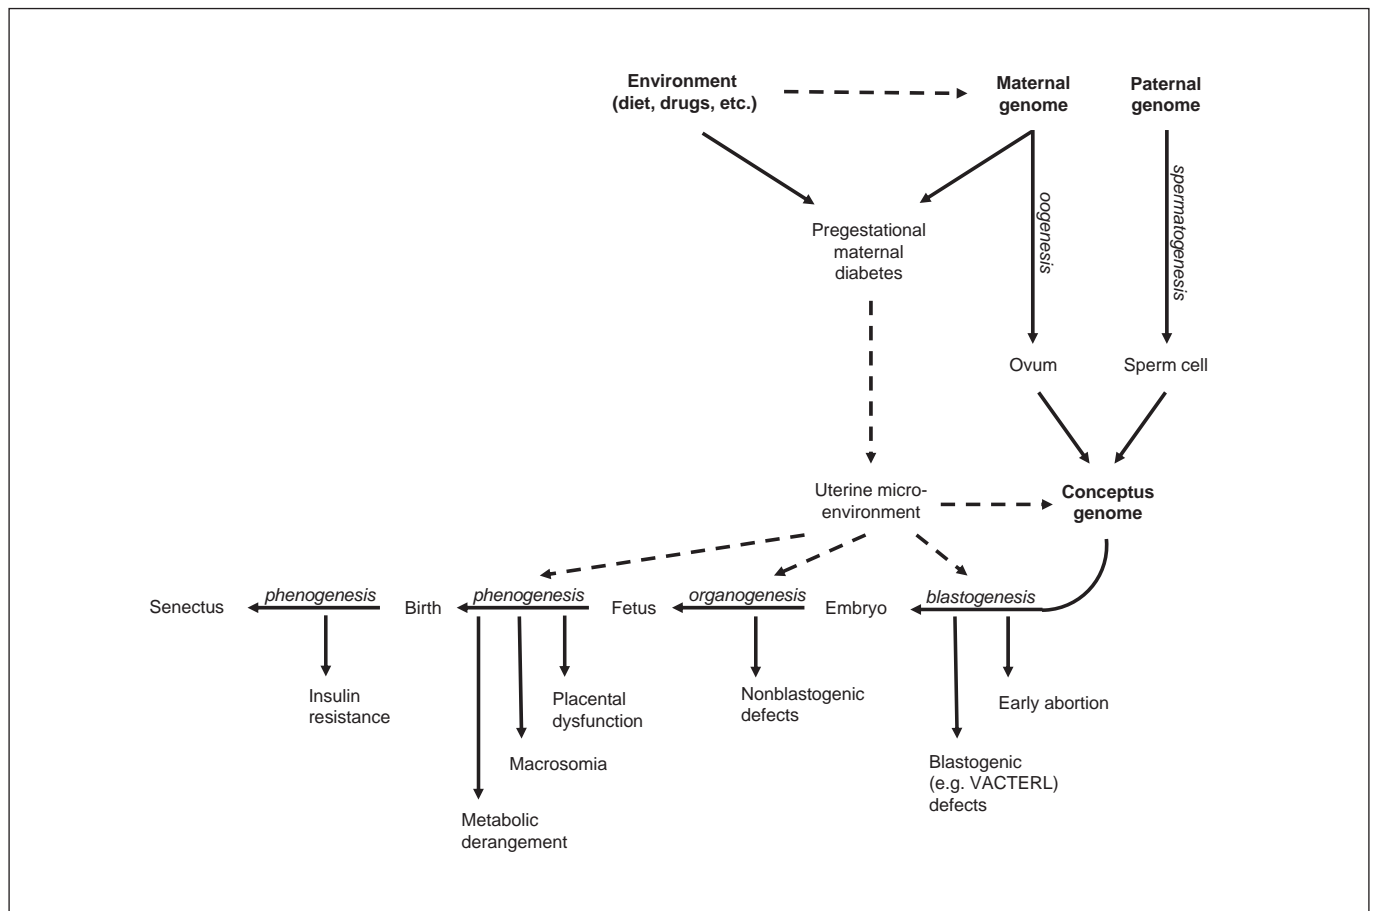 Environment
(diet, drugs, etc.)
Maternal
genome
Paternal
genome
oogenesis
spermatogenesis
Pregestational
maternal
diabetes
Ovum
Sperm cell
Uterine micro-
environment
Conceptus
genome
Senectus
phenogenesis
Birth
phenogenesis
Fetus
organogenesis
Embryo
blastogenesis
Insulin
resistance
Placental
dysfunction
Nonblastogenic
defects
Early abortion
Macrosomia
Blastogenic
(e.g. VACTERL)
defects
Metabolic
derangement